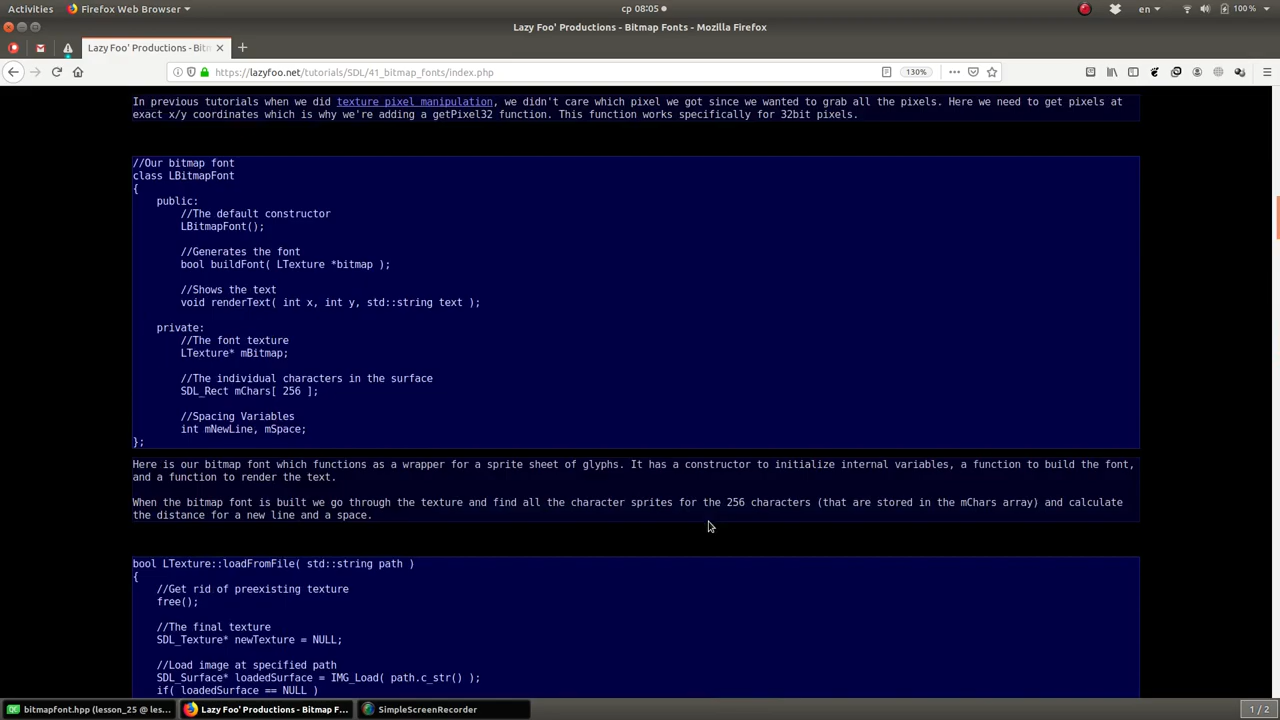 Activities Firefox Web Browser ср 08:05 en 100 %
Lazy Foo' Productions - Bitmap Fonts - Mozilla Firefox
Lazy Foo' Productions - Bitm
https://lazyfoo.net/tutorials/SDL/41_bitmap_fonts/index.php 130%
In previous tutorials when we did texture pixel manipulation, we didn't care which pixel we got since we wanted to grab all the pixels. Here we need to get pixels at
exact x/y coordinates which is why we're adding a getPixel32 function. This function works specifically for 32bit pixels.
//Our bitmap font
class LBitmapFont
{
public:
//The default constructor
LBitmapFont();
//Generates the font
bool buildFont( LTexture *bitmap );
//Shows the text
void renderText( int x, int y, std::string text );
private:
//The font texture
LTexture* mBitmap;
//The individual characters in the surface
SDL_Rect mChars[ 256 ];
//Spacing Variables
int mNewLine, mSpace;
};
Here is our bitmap font which functions as a wrapper for a sprite sheet of glyphs. It has a constructor to initialize internal variables, a function to build the font,
and a function to render the text.
When the bitmap font is built we go through the texture and find all the character sprites for the 256 characters (that are stored in the mChars array) and calculate
the distance for a new line and a space.
bool LTexture::loadFromFile( std::string path )
{
//Get rid of preexisting texture
free();
//The final texture
SDL_Texture* newTexture = NULL;
//Load image at specified path
SDL_Surface* loadedSurface = IMG_Load( path.c_str() );
if( loadedSurface == NULL )
bitmapfont.hpp (lesson_25 @ les... Lazy Foo' Productions - Bitmap F... SimpleScreenRecorder 1 / 2